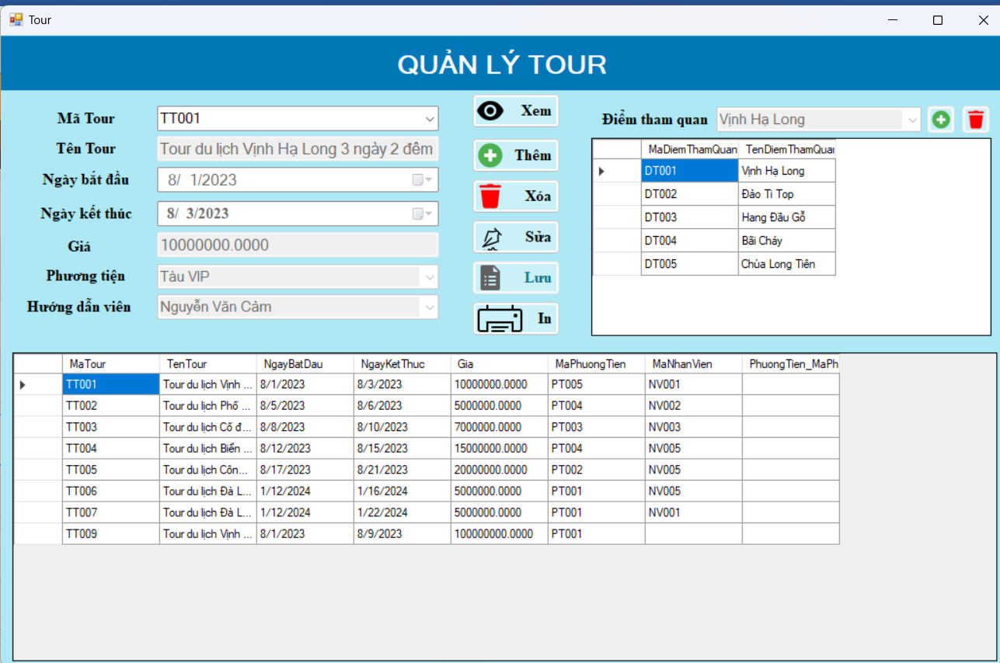 Tour
QUẢN LÝ TOUR
Mã Tour TT001
Tên Tour Tour du lịch Vịnh Hạ Long 3 ngày 2 đêm
Ngày bắt đầu 8/ 1/2023
Ngày kết thúc 8/ 3/2023
Giá 10000000.0000
Phương tiện Tàu VIP
Hướng dẫn viên Nguyễn Văn Cảm
Xem
Thêm
Xóa
Sửa
Lưu
In
Điểm tham quan Vịnh Hạ Long
MaDiemThamQuan TenDiemThamQuan
DT001 Vịnh Hạ Long
DT002 Đảo Ti Top
DT003 Hang Đầu Gỗ
DT004 Bãi Cháy
DT005 Chùa Long Tiên
MaTour TenTour NgayBatDau NgayKetThuc Gia MaPhuongTien MaNhanVien PhuongTien_MaPh
TT001 Tour du lịch Vịnh ... 8/1/2023 8/3/2023 10000000.0000 PT005 NV001
TT002 Tour du lịch Phố ... 8/5/2023 8/6/2023 5000000.0000 PT004 NV002
TT003 Tour du lịch Cố đ... 8/8/2023 8/10/2023 7000000.0000 PT003 NV003
TT004 Tour du lịch Biển ... 8/12/2023 8/15/2023 15000000.0000 PT004 NV005
TT005 Tour du lịch Côn... 8/17/2023 8/21/2023 20000000.0000 PT002 NV005
TT006 Tour du lịch Đà L... 1/12/2024 1/16/2024 5000000.0000 PT001 NV005
TT007 Tour du lịch Đà L... 1/12/2024 1/22/2024 5000000.0000 PT001 NV001
TT009 Tour du lịch Vịnh ... 8/1/2023 8/9/2023 100000000.0000 PT001